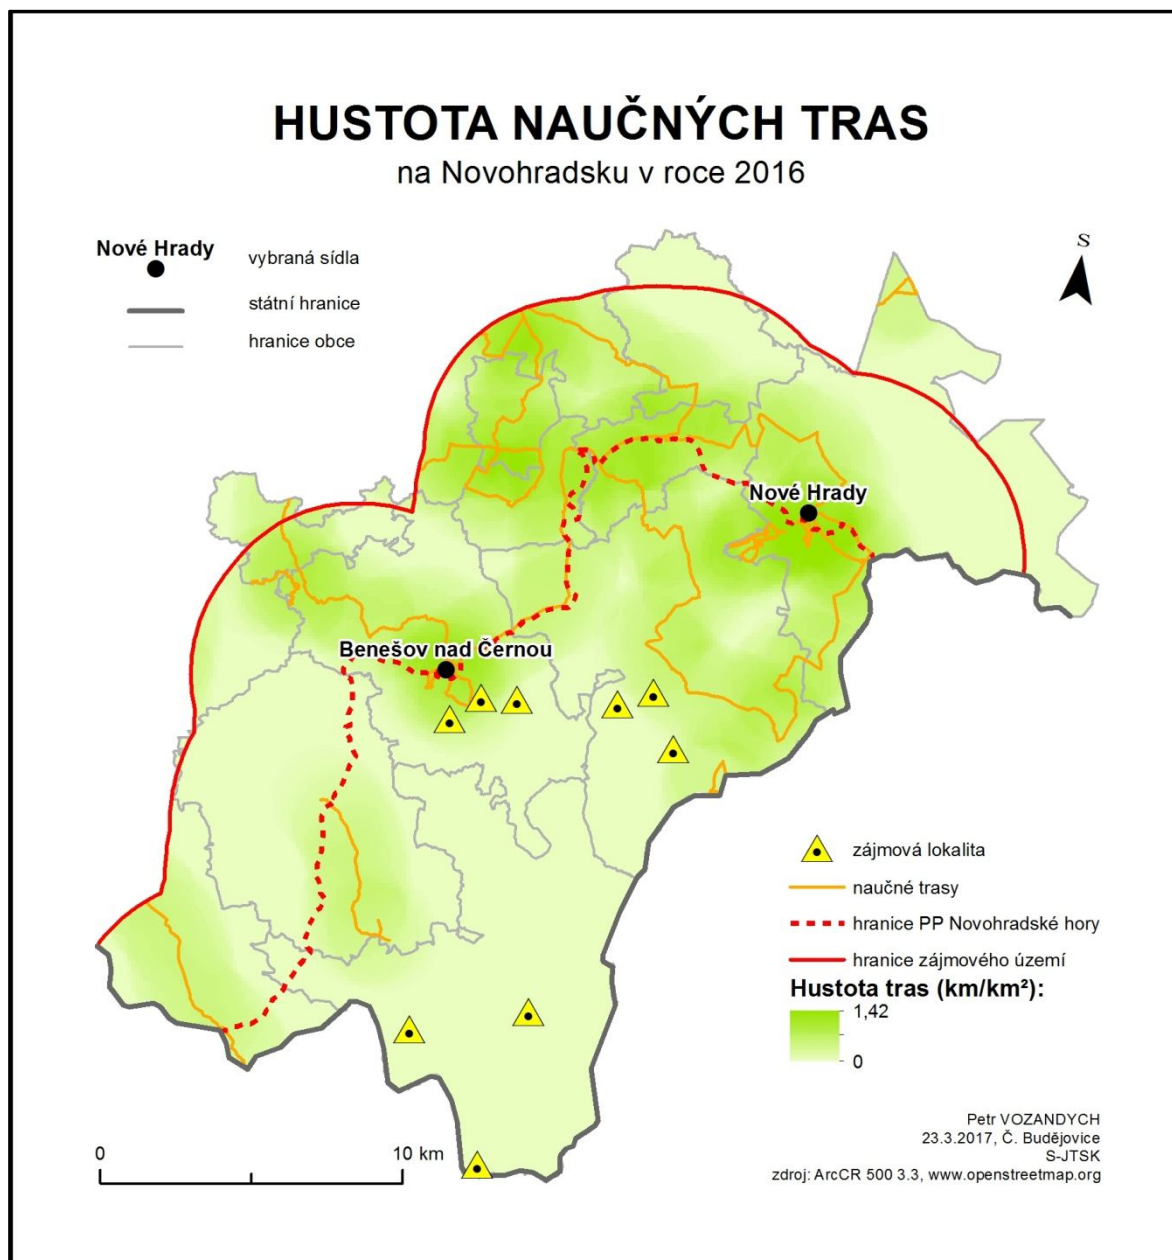 HUSTOTA NAUČNÝCH TRAS
na Novohradsku v roce 2016
Nové Hrady
vybraná sídla
státní hranice
hranice obce
S
Nové Hrady
Benešov nad Černou
zájmová lokalita
naučné trasy
hranice PP Novohradské hory
hranice zájmového území
Hustota tras (km/km²):
1,42
0
0
10 km
Petr VOZANDYCH
23.3.2017, Č. Budějovice
S-JTSK
zdroj: ArcCR 500 3.3, www.openstreetmap.org